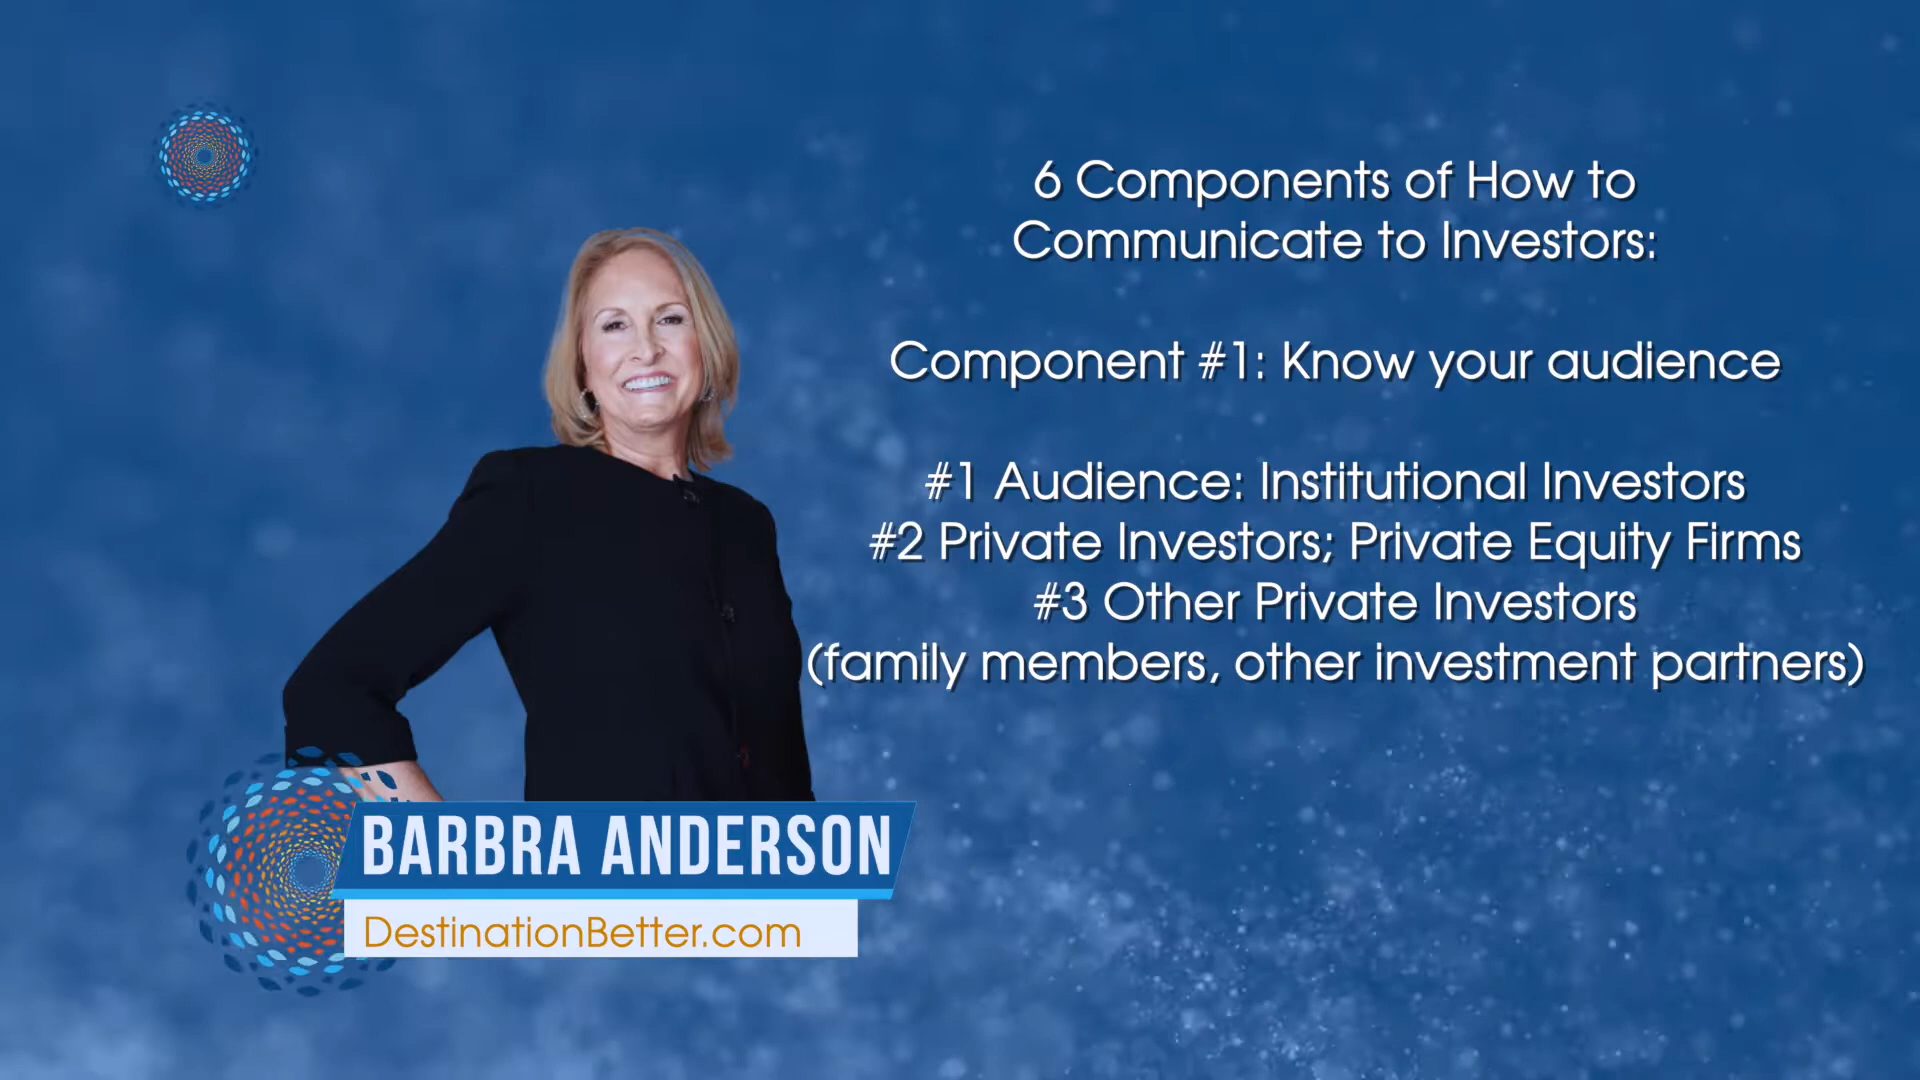 6 Components of How to
Communicate to Investors:
Component #1: Know your audience
#1 Audience: Institutional Investors
#2 Private Investors; Private Equity Firms
#3 Other Private Investors
(family members, other investment partners)
BARBRA ANDERSON
DestinationBetter.com